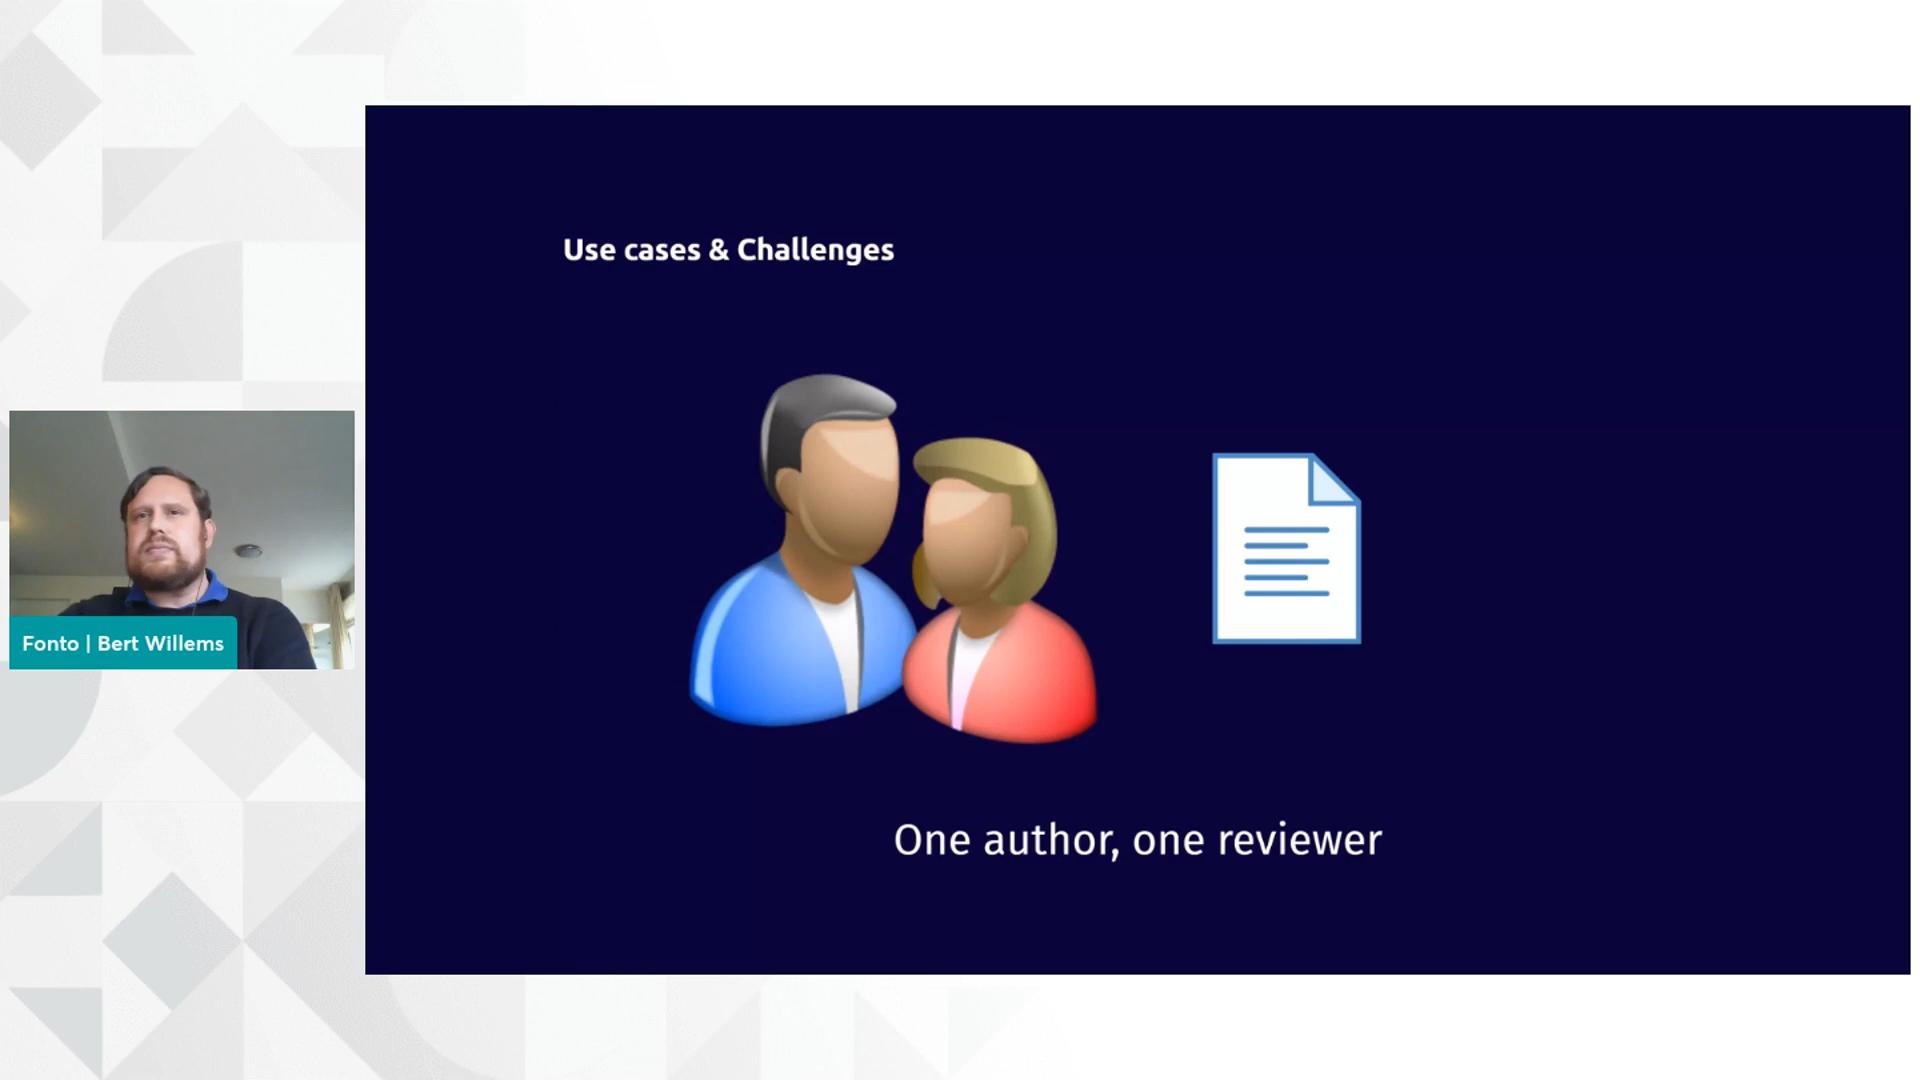 Use cases & Challenges
Fonto | Bert Willems
One author, one reviewer